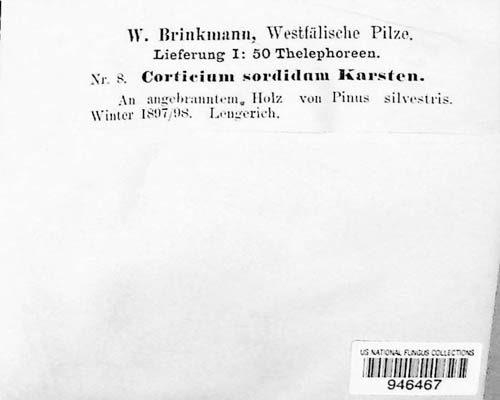 W. Brinkmann, Westfälische Pilze.
Lieferung I: 50 Thelephoreen.
Nr. 8. Corticium sordidum Karsten.
An angebranntem Holz von Pinus silvestris.
Winter 1897/98. Lengerich.
US NATIONAL FUNGUS COLLECTIONS
946467